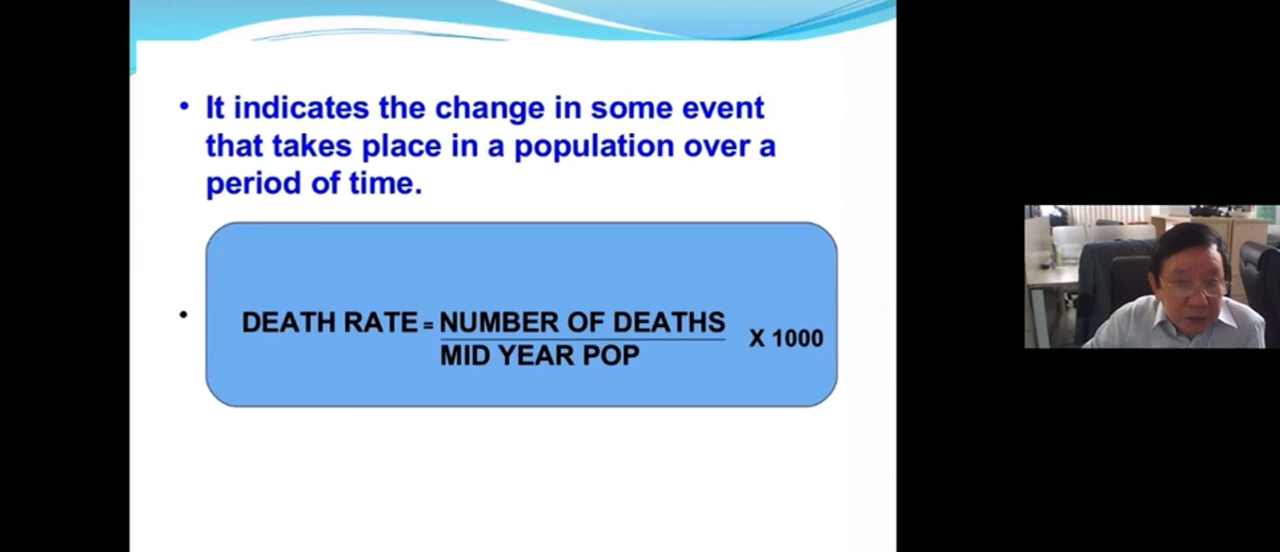 • It indicates the change in some event
that takes place in a population over a
period of time.
• DEATH RATE = NUMBER OF DEATHS
MID YEAR POP
X 1000